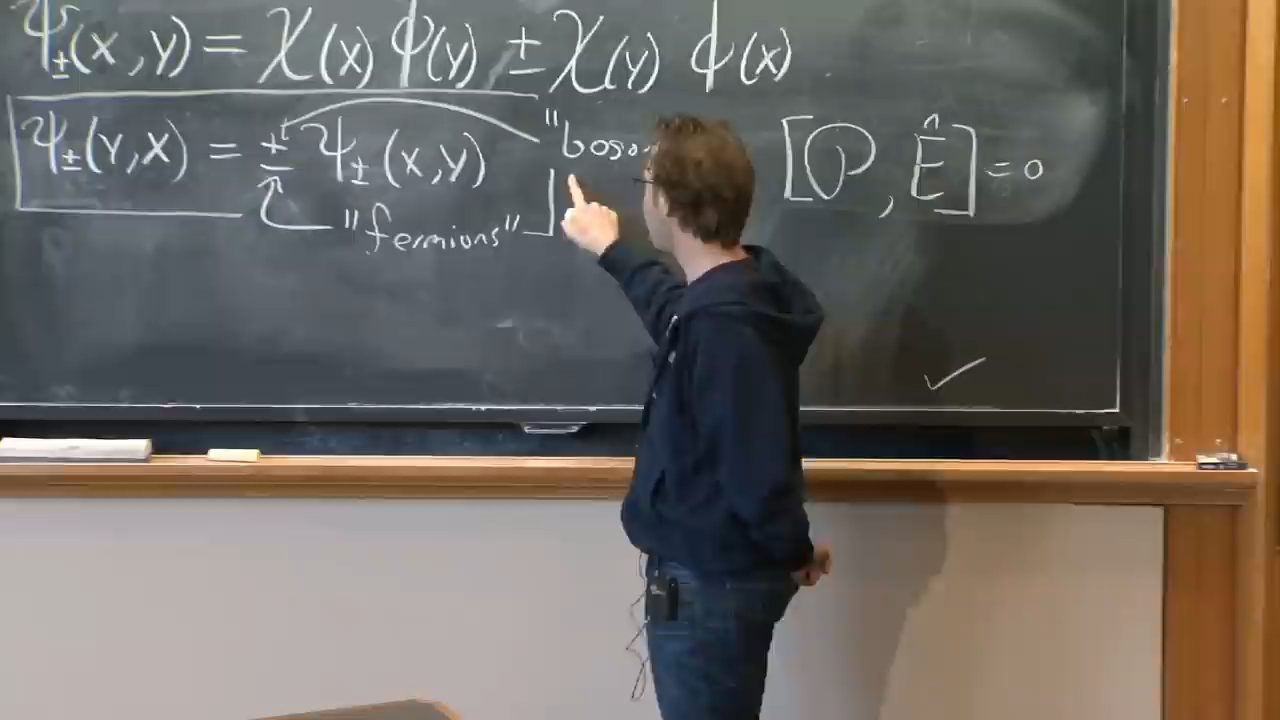 ψ±(x,y) = χ(x) φ(y) ± χ(y) φ(x)
ψ±(y,x) = ± ψ±(x,y)
"fermions"
[P, Ê] = 0